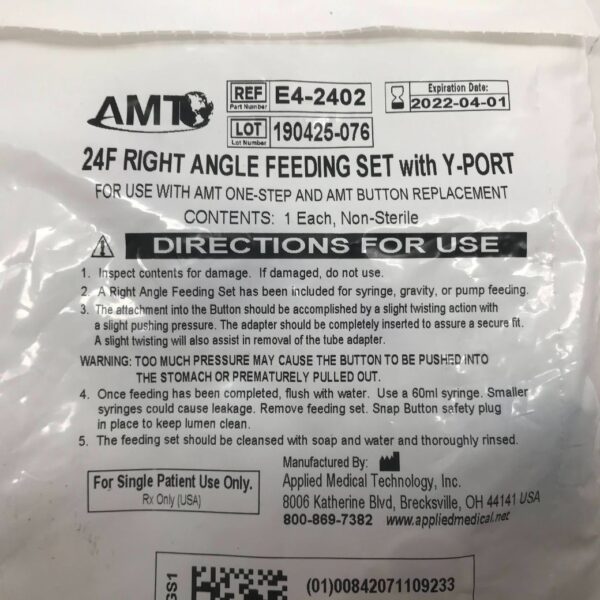 AMT
REF
Part Number
E4-2402
Expiration Date:
2022-04-01
LOT
Lot Number
190425-076
24F RIGHT ANGLE FEEDING SET with Y-PORT
FOR USE WITH AMT ONE-STEP AND AMT BUTTON REPLACEMENT
CONTENTS: 1 Each, Non-Sterile
DIRECTIONS FOR USE
1. Inspect contents for damage. If damaged, do not use.
2. A Right Angle Feeding Set has been included for syringe, gravity, or pump feeding.
3. The attachment into the Button should be accomplished by a slight twisting action with
a slight pushing pressure. The adapter should be completely inserted to assure a secure fit.
A slight twisting will also assist in removal of the tube adapter.
WARNING: TOO MUCH PRESSURE MAY CAUSE THE BUTTON TO BE PUSHED INTO
THE STOMACH OR PREMATURELY PULLED OUT.
4. Once feeding has been completed, flush with water. Use a 60ml syringe. Smaller
syringes could cause leakage. Remove feeding set. Snap Button safety plug
in place to keep lumen clean.
5. The feeding set should be cleansed with soap and water and thoroughly rinsed.
For Single Patient Use Only.
Rx Only (USA)
Manufactured By:
Applied Medical Technology, Inc.
8006 Katherine Blvd, Brecksville, OH 44141 USA
800-869-7382 www.appliedmedical.net
GS1
(01)00842071109233